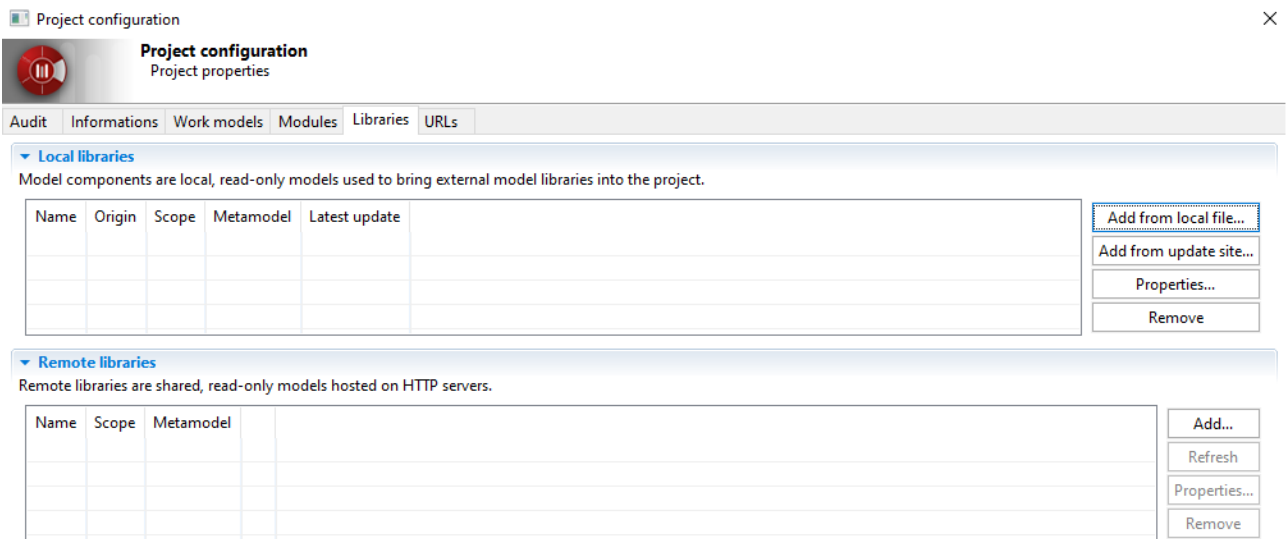 Project configuration
Project configuration
Project properties
Audit Informations Work models Modules Libraries URLs
Local libraries
Model components are local, read-only models used to bring external model libraries into the project.
Name Origin Scope Metamodel Latest update
Add from local file...
Add from update site...
Properties...
Remove
Remote libraries
Remote libraries are shared, read-only models hosted on HTTP servers.
Name Scope Metamodel
Add...
Refresh
Properties...
Remove